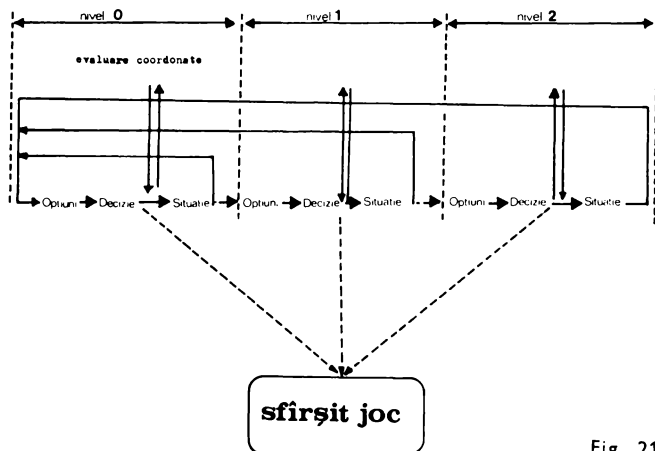 nivel 0 nivel 1 nivel 2
evaluare coordonate
Optiuni Decizie Situatie Optiun. Decizie Situatie Optiuni Decizie Situatie
sfîrşit joc
Fig. 21